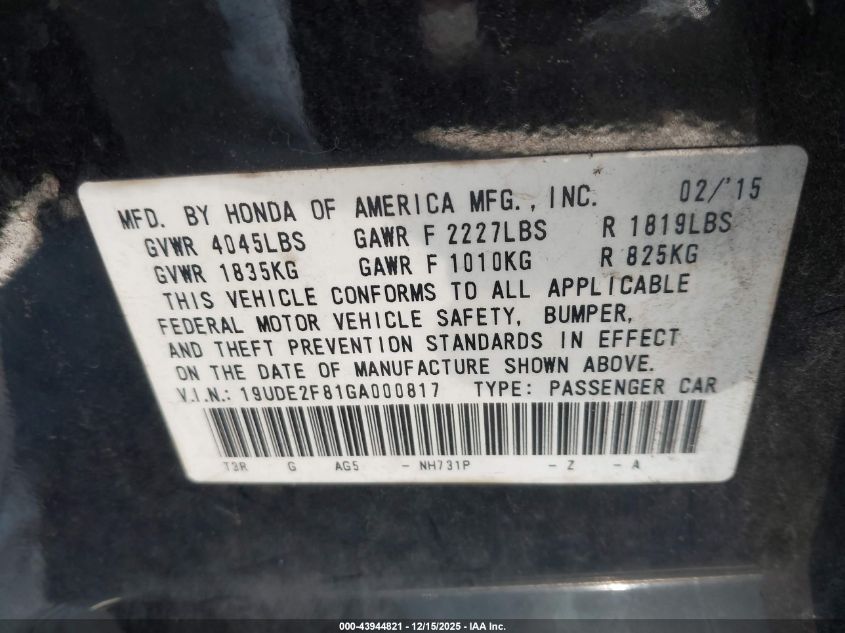 MFD. BY HONDA OF AMERICA MFG., INC. 02/'15
GVWR 4045LBS GAWR F 2227LBS R 1819LBS
GVWR 1835KG GAWR F 1010KG R 825KG
THIS VEHICLE CONFORMS TO ALL APPLICABLE
FEDERAL MOTOR VEHICLE SAFETY, BUMPER,
AND THEFT PREVENTION STANDARDS IN EFFECT
ON THE DATE OF MANUFACTURE SHOWN ABOVE.
V.I.N.: 19UDE2F81GA000817 TYPE: PASSENGER CAR
T3R G AG5 - NH731P - Z - A
000-43944821 - 12/15/2025 - IAA Inc.